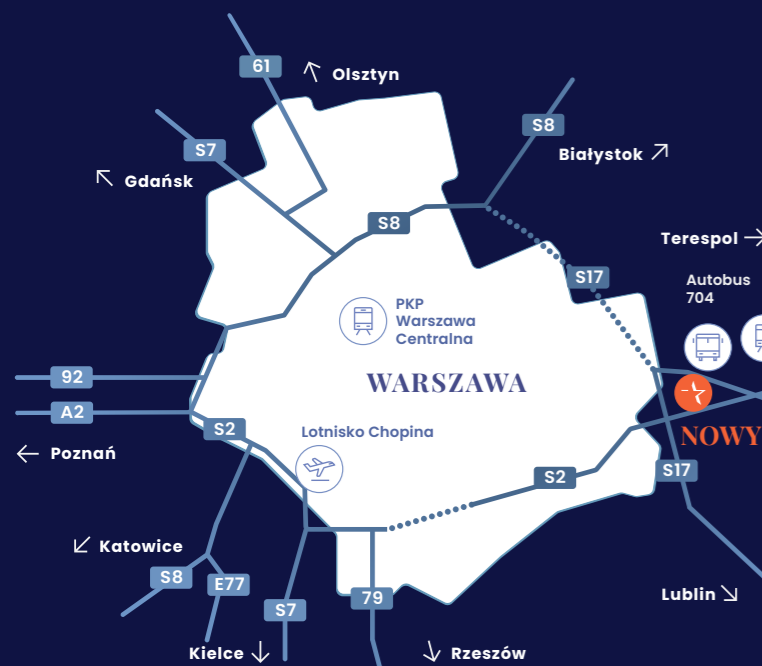 61
Olsztyn
S8
S7
Białystok
Gdańsk
S8
Terespol
S17
Autobus
704
PKP
Warszawa
Centralna
92
WARSZAWA
A2
S2
Lotnisko Chopina
NOWY
Poznań
S17
S2
Katowice
S8
E77
S7
79
Lublin
Kielce
Rzeszów